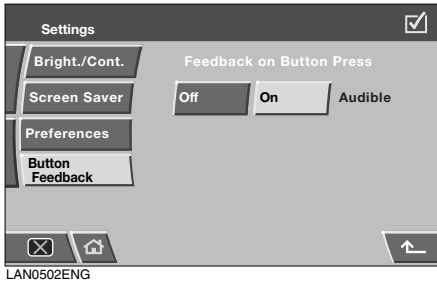 Settings
Bright./Cont.
Screen Saver
Preferences
Button
Feedback
Feedback on Button Press
Off On Audible
LAN0502ENG